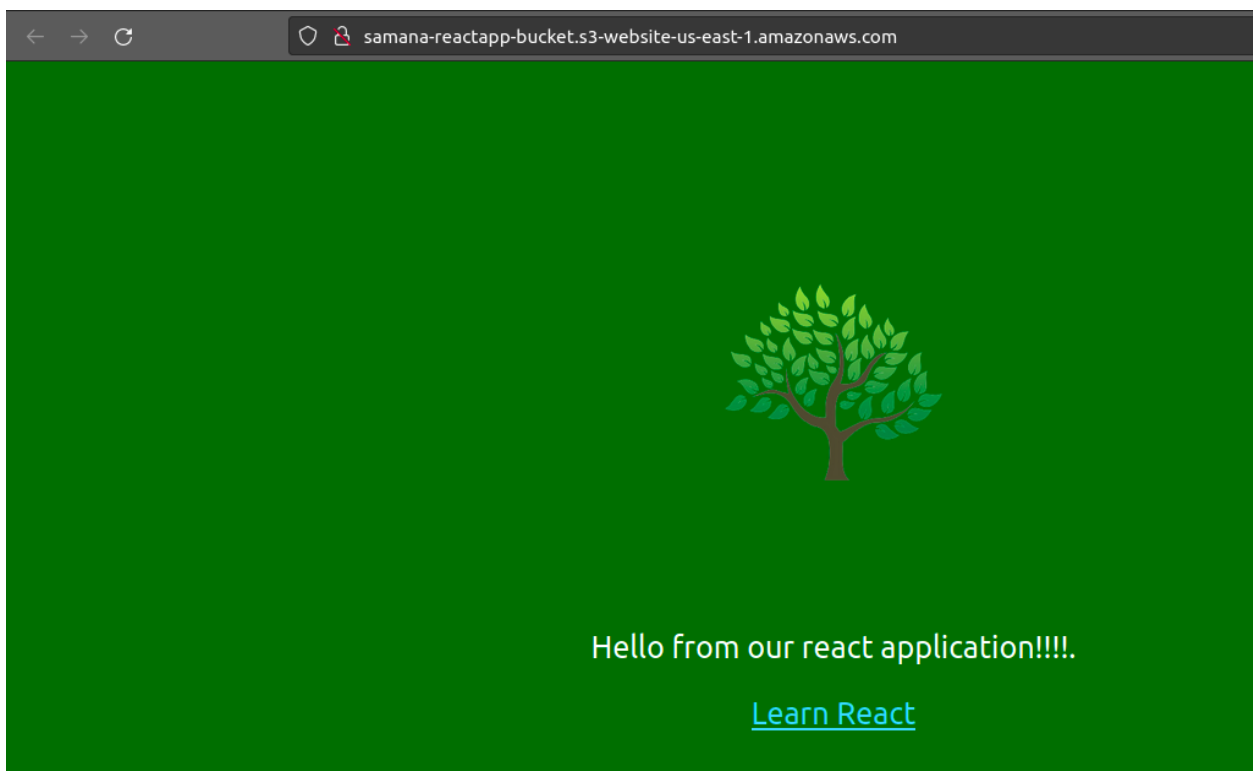 samana-reactapp-bucket.s3-website-us-east-1.amazonaws.com
Hello from our react application!!!!.
Learn React